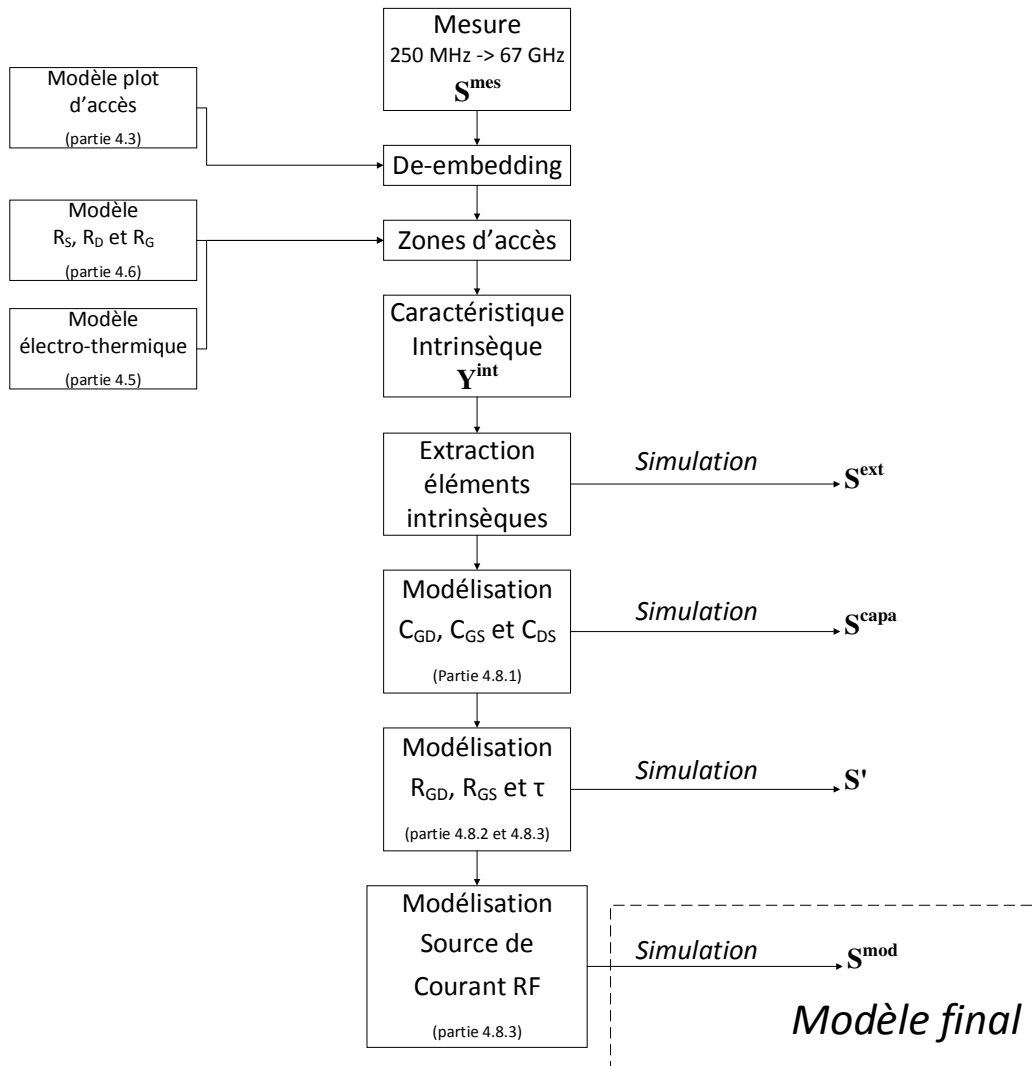 Mesure
250 MHz -> 67 GHz
S^mes
Modèle plot
d’accès
(partie 4.3)
De-embedding
Modèle
R_S, R_D et R_G
(partie 4.6)
Zones d’accès
Modèle
électro-thermique
(partie 4.5)
Caractéristique
Intrinsèque
Y^int
Extraction
éléments
intrinsèques
Simulation
S^ext
Modélisation
C_GD, C_GS et C_DS
(Partie 4.8.1)
Simulation
S^capa
Modélisation
R_GD, R_GS et τ
(partie 4.8.2 et 4.8.3)
Simulation
S'
Modélisation
Source de
Courant RF
(partie 4.8.3)
Simulation
S^mod
Modèle final